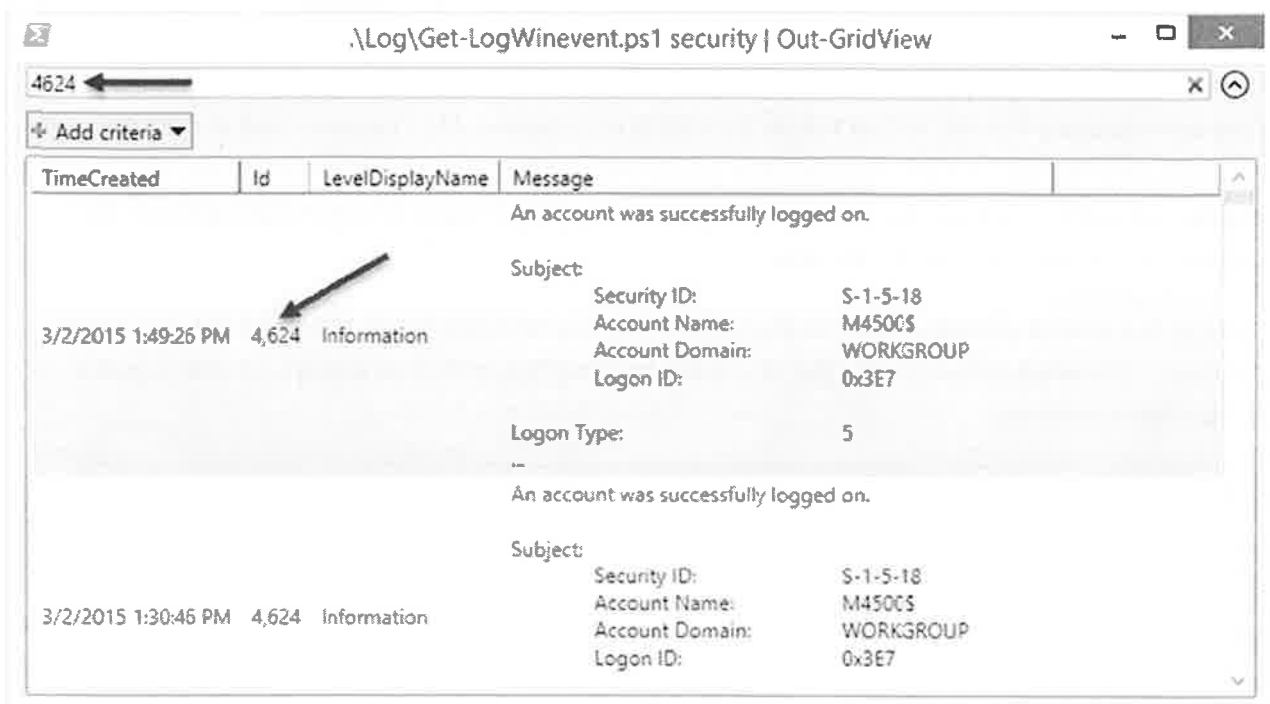 .\Log\Get-LogWinevent.ps1 security | Out-GridView
4624
Add criteria
TimeCreated Id LevelDisplayName Message
An account was successfully logged on.
Subject:
Security ID: S-1-5-18
3/2/2015 1:49:26 PM 4,624 Information
Account Name: M4500$
Account Domain: WORKGROUP
Logon ID: 0x3E7
Logon Type: 5
...
An account was successfully logged on.
Subject:
Security ID: S-1-5-18
3/2/2015 1:30:46 PM 4,624 Information
Account Name: M4500$
Account Domain: WORKGROUP
Logon ID: 0x3E7